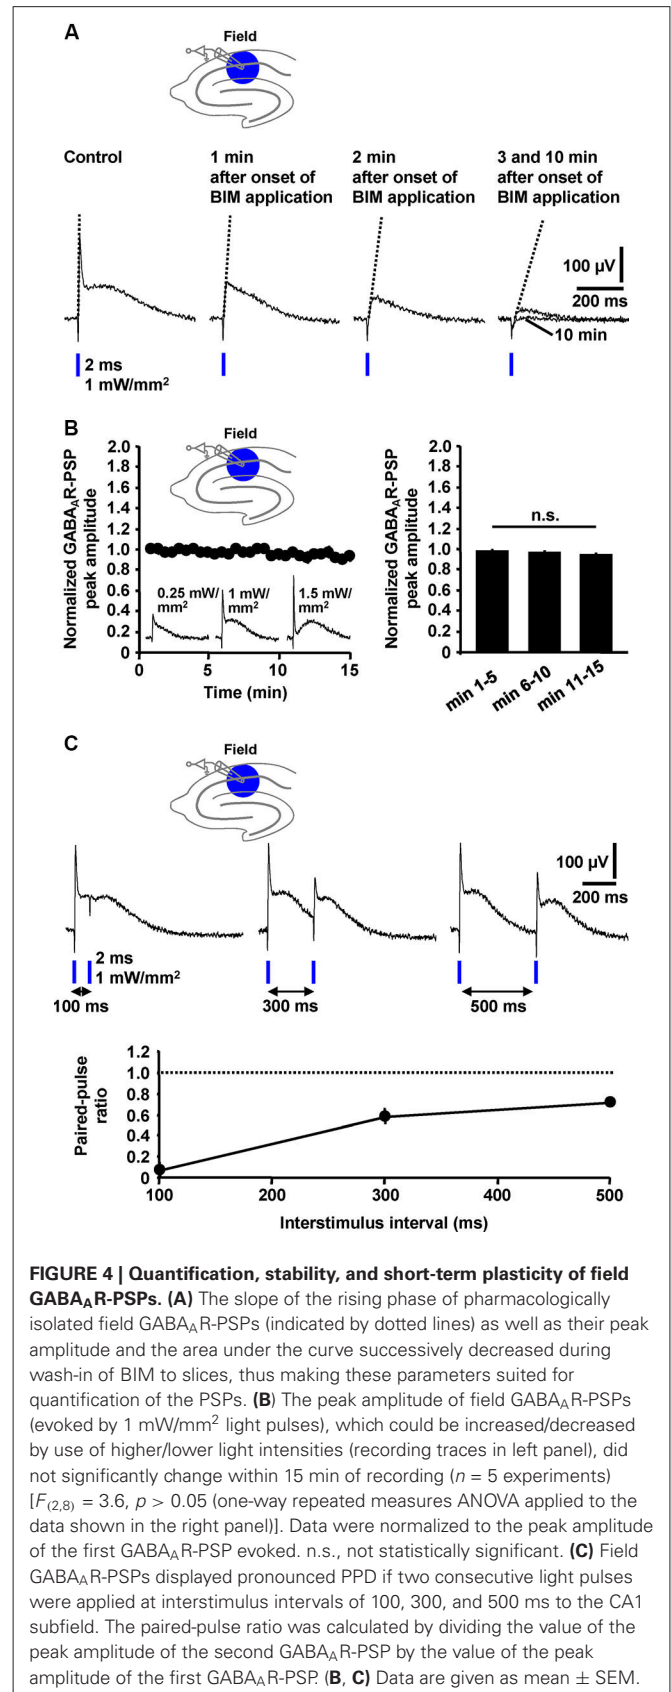 A
Field
Control
1 min
after onset of
BIM application
2 min
after onset of
BIM application
3 and 10 min
after onset of
BIM application
100 µV
200 ms
10 min
2 ms
1 mW/mm²
B
Normalized GABA_AR-PSP
peak amplitude
2.0
1.8
1.6
1.4
1.2
1.0
0.8
0.6
0.4
0.2
0
Field
0.25 mW/
mm²
1 mW/
mm²
1.5 mW/
mm²
0 5 10 15
Time (min)
Normalized GABA_AR-PSP
peak amplitude
2.0
1.8
1.6
1.4
1.2
1.0
0.8
0.6
0.4
0.2
0
n.s.
min 1-5
min 6-10
min 11-15
C
Field
100 µV
200 ms
2 ms
1 mW/mm²
100 ms
300 ms
500 ms
Paired-pulse
ratio
1.2
1.0
0.8
0.6
0.4
0.2
0
100 200 300 400 500
Interstimulus interval (ms)
FIGURE 4 | Quantification, stability, and short-term plasticity of field
GABA_AR-PSPs. (A) The slope of the rising phase of pharmacologically
isolated field GABA_AR-PSPs (indicated by dotted lines) as well as their peak
amplitude and the area under the curve successively decreased during
wash-in of BIM to slices, thus making these parameters suited for
quantification of the PSPs. (B) The peak amplitude of field GABA_AR-PSPs
(evoked by 1 mW/mm² light pulses), which could be increased/decreased
by use of higher/lower light intensities (recording traces in left panel), did
not significantly change within 15 min of recording (n = 5 experiments)
[F(2,8) = 3.6, p > 0.05 (one-way repeated measures ANOVA applied to the
data shown in the right panel)]. Data were normalized to the peak amplitude
of the first GABA_AR-PSP evoked. n.s., not statistically significant. (C) Field
GABA_AR-PSPs displayed pronounced PPD if two consecutive light pulses
were applied at interstimulus intervals of 100, 300, and 500 ms to the CA1
subfield. The paired-pulse ratio was calculated by dividing the value of the
peak amplitude of the second GABA_AR-PSP by the value of the peak
amplitude of the first GABA_AR-PSP. (B, C) Data are given as mean ± SEM.